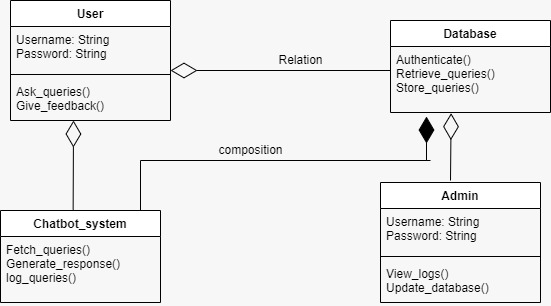 User
Username: String
Password: String
Ask_queries()
Give_feedback()
Relation
Database
Authenticate()
Retrieve_queries()
Store_queries()
composition
Chatbot_system
Fetch_queries()
Generate_response()
log_queries()
Admin
Username: String
Password: String
View_logs()
Update_database()